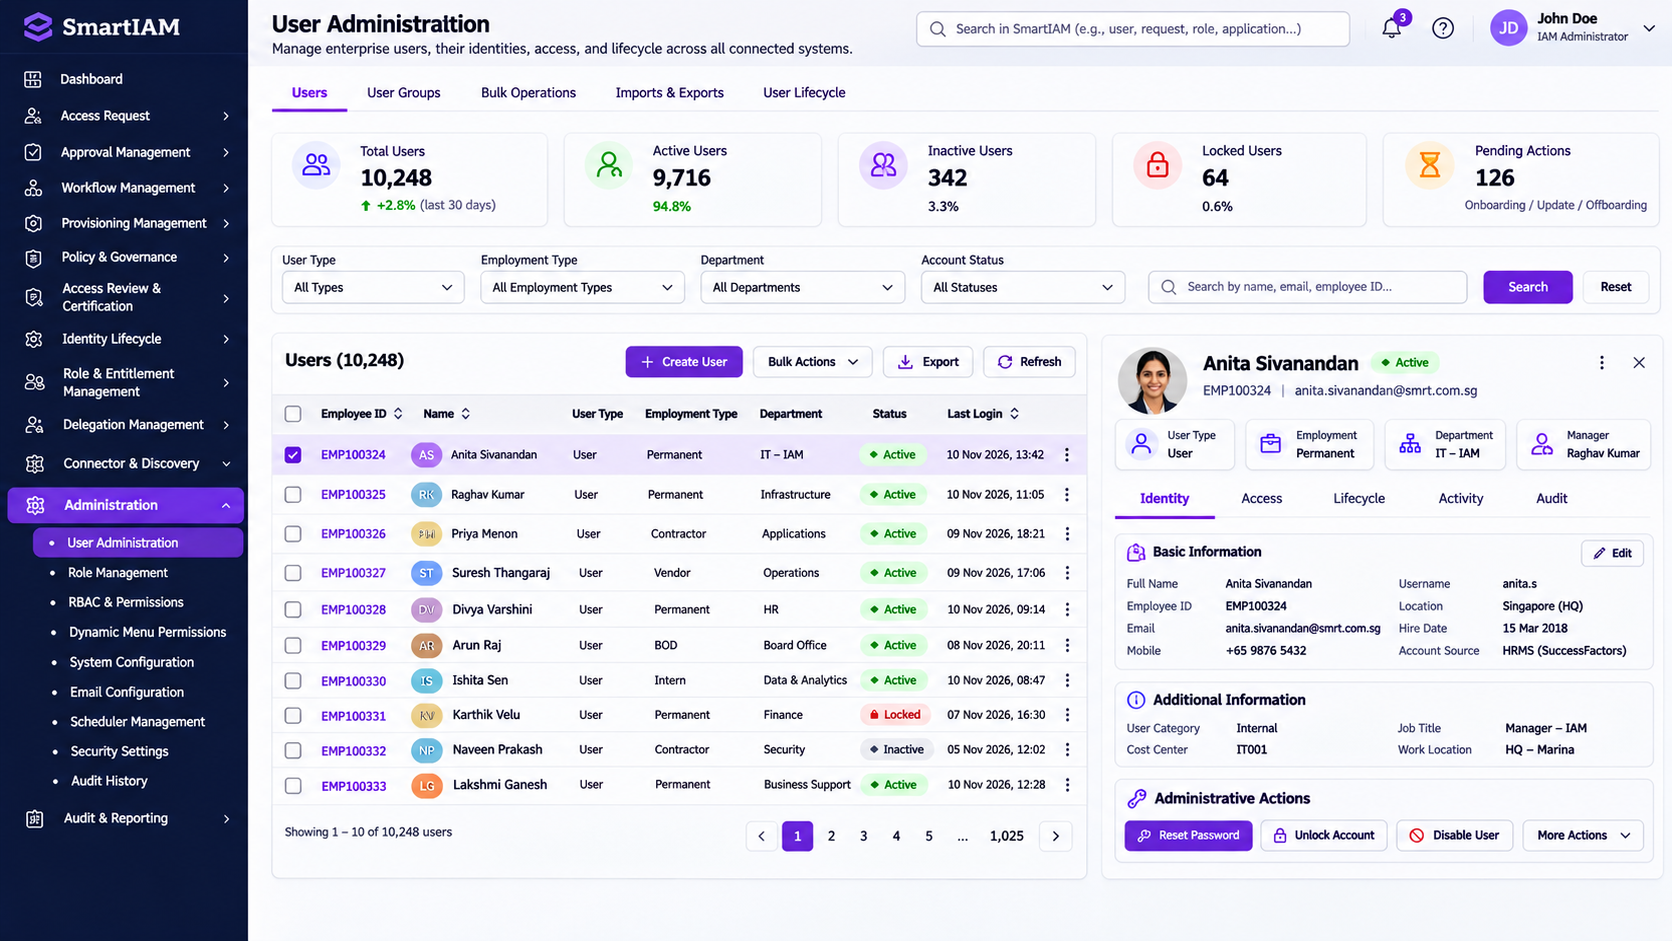 SmartIAM
Dashboard
Access Request
Approval Management
Workflow Management
Provisioning Management
Policy & Governance
Access Review &
Certification
Identity Lifecycle
Role & Entitlement
Management
Delegation Management
Connector & Discovery
Administration
User Administration
Role Management
RBAC & Permissions
Dynamic Menu Permissions
System Configuration
Email Configuration
Scheduler Management
Security Settings
Audit History
Audit & Reporting
User Administration
Manage enterprise users, their identities, access, and lifecycle across all connected systems.
Search in SmartIAM (e.g., user, request, role, application...)
3
JD
John Doe
IAM Administrator
Users User Groups Bulk Operations Imports & Exports User Lifecycle
Total Users
10,248
+2.8% (last 30 days)
Active Users
9,716
94.8%
Inactive Users
342
3.3%
Locked Users
64
0.6%
Pending Actions
126
Onboarding / Update / Offboarding
User Type Employment Type Department Account Status
All Types All Employment Types All Departments All Statuses Search by name, email, employee ID... Search Reset
Users (10,248) + Create User Bulk Actions Export Refresh
Employee ID Name User Type Employment Type Department Status Last Login
EMP100324 AS Anita Sivanandan User Permanent IT – IAM Active 10 Nov 2026, 13:42
EMP100325 RK Raghav Kumar User Permanent Infrastructure Active 10 Nov 2026, 11:05
EMP100326 Priya Menon User Contractor Applications Active 09 Nov 2026, 18:21
EMP100327 ST Suresh Thangaraj User Vendor Operations Active 09 Nov 2026, 17:06
EMP100328 DV Divya Varshini User Permanent HR Active 10 Nov 2026, 09:14
EMP100329 AR Arun Raj User BOD Board Office Active 08 Nov 2026, 20:11
EMP100330 IS Ishita Sen User Intern Data & Analytics Active 10 Nov 2026, 08:47
EMP100331 KV Karthik Velu User Permanent Finance Locked 07 Nov 2026, 16:30
EMP100332 NP Naveen Prakash User Contractor Security Inactive 05 Nov 2026, 12:02
EMP100333 LG Lakshmi Ganesh User Permanent Business Support Active 10 Nov 2026, 12:28
Showing 1 – 10 of 10,248 users
1 2 3 4 5 ... 1,025
Anita Sivanandan Active
EMP100324 | anita.sivanandan@smrt.com.sg
User Type
User
Employment
Permanent
Department
IT – IAM
Manager
Raghav Kumar
Identity Access Lifecycle Activity Audit
Basic Information Edit
Full Name Anita Sivanandan Username anita.s
Employee ID EMP100324 Location Singapore (HQ)
Email anita.sivanandan@smrt.com.sg Hire Date 15 Mar 2018
Mobile +65 9876 5432 Account Source HRMS (SuccessFactors)
Additional Information
User Category Internal Job Title Manager – IAM
Cost Center IT001 Work Location HQ – Marina
Administrative Actions
Reset Password Unlock Account Disable User More Actions